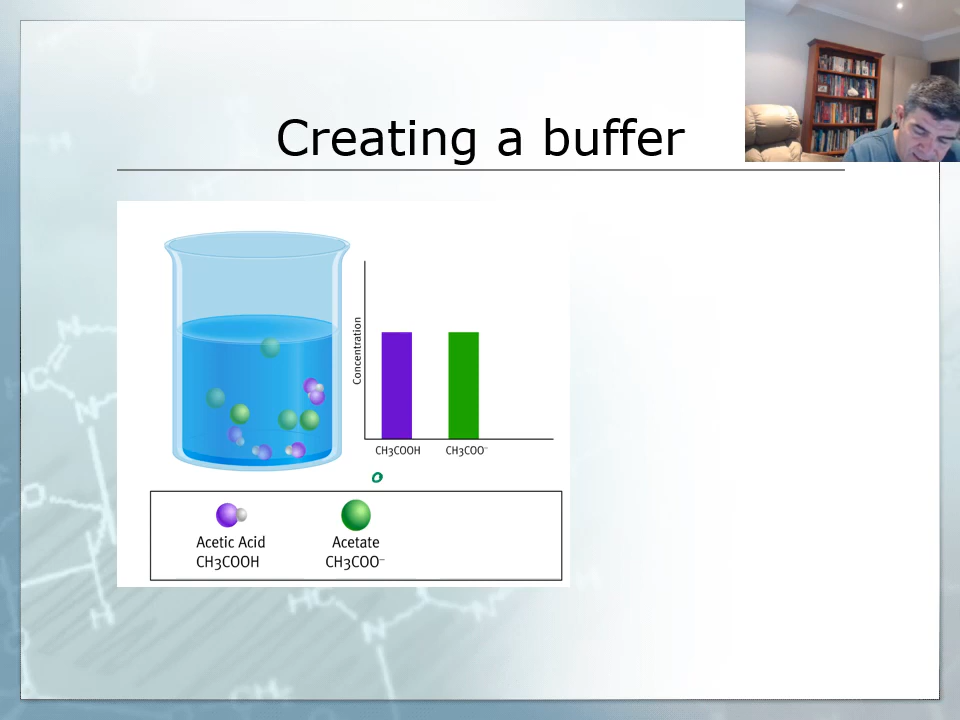 Creating a buffer
Concentration
CH3COOH CH3COO⁻
o
Acetic Acid Acetate
CH3COOH CH3COO⁻